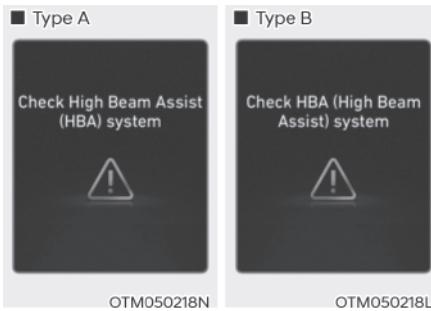 ■ Type A
Check High Beam Assist
(HBA) system
OTM050218N
■ Type B
Check HBA (High Beam
Assist) system
OTM050218L